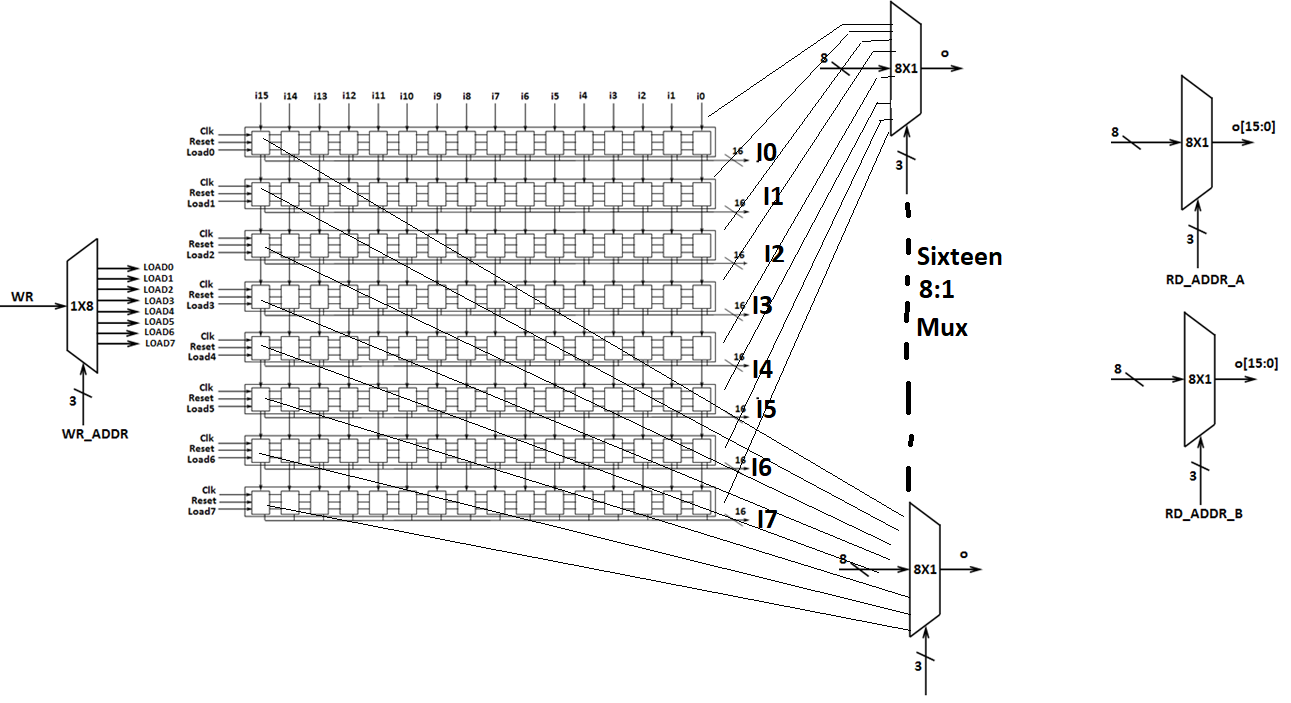 8
8X1
o
3
i15 i14 i13 i12 i11 i10 i9 i8 i7 i6 i5 i4 i3 i2 i1 i0
Clk
Reset
Load0
16
I0
Clk
Reset
Load1
16
I1
Clk
Reset
Load2
16
I2
Clk
Reset
Load3
16
I3
Clk
Reset
Load4
16
I4
Clk
Reset
Load5
16
I5
Clk
Reset
Load6
16
I6
Clk
Reset
Load7
16
I7
WR
1X8
LOAD0
LOAD1
LOAD2
LOAD3
LOAD4
LOAD5
LOAD6
LOAD7
3
WR_ADDR
Sixteen
8:1
Mux
8
8X1
o
3
8
8X1
o[15:0]
3
RD_ADDR_A
8
8X1
o[15:0]
3
RD_ADDR_B